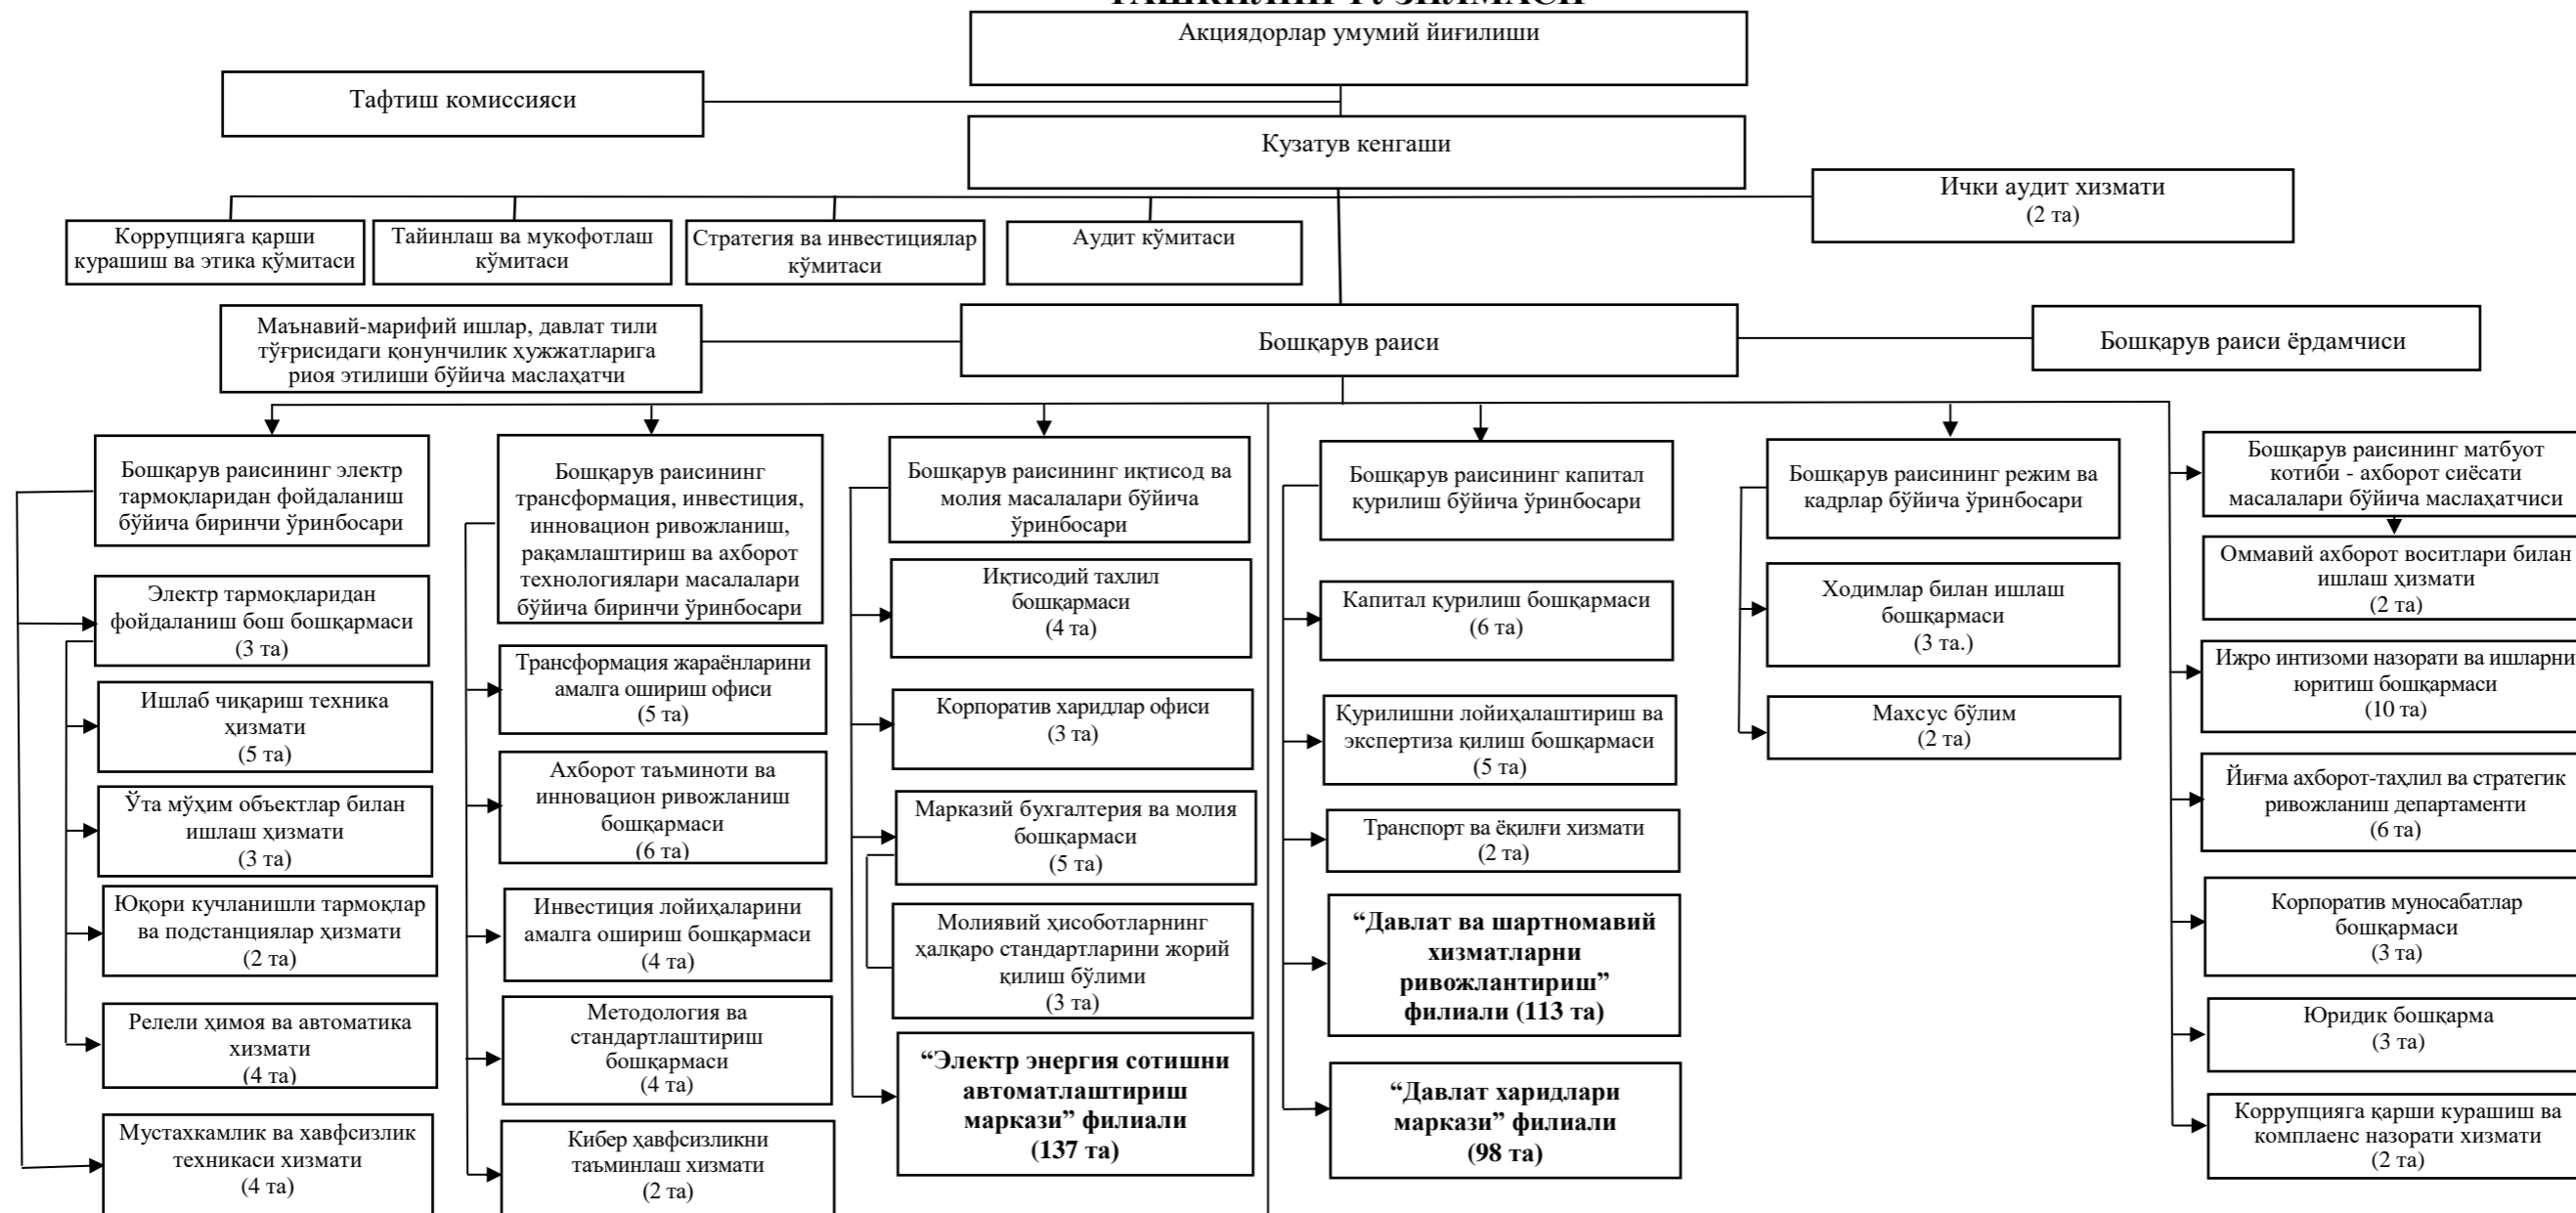 ТАШКИЛИЙ ТУЗИЛМАСИ
Акциядорлар умумий йиғилиши
Тафтиш комиссияси
Кузатув кенгаши
Ички аудит хизмати
(2 та)
Коррупцияга қарши
курашиш ва этика қўмитаси
Тайинлаш ва мукофотлаш
кўмитаси
Стратегия ва инвестициялар
кўмитаси
Аудит кўмитаси
Маънавий-марифий ишлар, давлат тили
тўғрисидаги қонунчилик ҳужжатларига
риоя этилиши бўйича маслаҳатчи
Бошқарув раиси
Бошқарув раиси ёрдамчиси
Бошқарув раисининг электр
тармоқларидан фойдаланиш
бўйича биринчи ўринбосари
Электр тармоқларидан
фойдаланиш бош бошқармаси
(3 та)
Ишлаб чиқариш техника
ҳизмати
(5 та)
Ўта мўҳим объектлар билан
ишлаш ҳизмати
(3 та)
Юқори кучланишли тармоқлар
ва подстанциялар ҳизмати
(2 та)
Релели ҳимоя ва автоматика
хизмати
(4 та)
Мустахкамлик ва хавфсизлик
техникаси хизмати
(4 та)
Бошқарув раисининг
трансформация, инвестиция,
инновацион ривожланиш,
рақамлаштириш ва ахборот
технологиялари масалалари
бўйича биринчи ўринбосари
Трансформация жараёнларини
амалга ошириш офиси
(5 та)
Ахборот таъминоти ва
инновацион ривожланиш
бошқармаси
(6 та)
Инвестиция лойиҳаларини
амалга ошириш бошқармаси
(4 та)
Методология ва
стандартлаштириш
бошқармаси
(4 та)
Кибер ҳавфсизликни
таъминлаш хизмати
(2 та)
Бошқарув раисининг иқтисод ва
молия масалалари бўйича
ўринбосари
Иқтисодий тахлил
бошқармаси
(4 та)
Корпоратив харидлар офиси
(3 та)
Марказий бухгалтерия ва молия
бошқармаси
(5 та)
Молиявий ҳисоботларнинг
ҳалқаро стандартларини жорий
қилиш бўлими
(3 та)
“Электр энергия сотишни
автоматлаштириш
маркази” филиали
(137 та)
Бошқарув раисининг капитал
қурилиш бўйича ўринбосари
Капитал қурилиш бошқармаси
(6 та)
Қурилишни лойиҳалаштириш ва
экспертиза қилиш бошқармаси
(5 та)
Транспорт ва ёқилғи хизмати
(2 та)
“Давлат ва шартномавий
хизматларни
ривожлантириш”
филиали (113 та)
“Давлат харидлари
маркази” филиали
(98 та)
Бошқарув раисининг режим ва
кадрлар бўйича ўринбосари
Ходимлар билан ишлаш
бошқармаси
(3 та.)
Махсус бўлим
(2 та)
Бошқарув раисининг матбуот
котиби - ахборот сиёсати
масалалари бўйича маслаҳатчиси
Оммавий ахборот воситлари билан
ишлаш ҳизмати
(2 та)
Ижро интизоми назорати ва ишларни
юритиш бошқармаси
(10 та)
Йиғма ахборот-таҳлил ва стратегик
ривожланиш департаменти
(6 та)
Корпоратив муносабатлар
бошқармаси
(3 та)
Юридик бошқарма
(3 та)
Коррупцияга қарши курашиш ва
комплаенс назорати хизмати
(2 та)